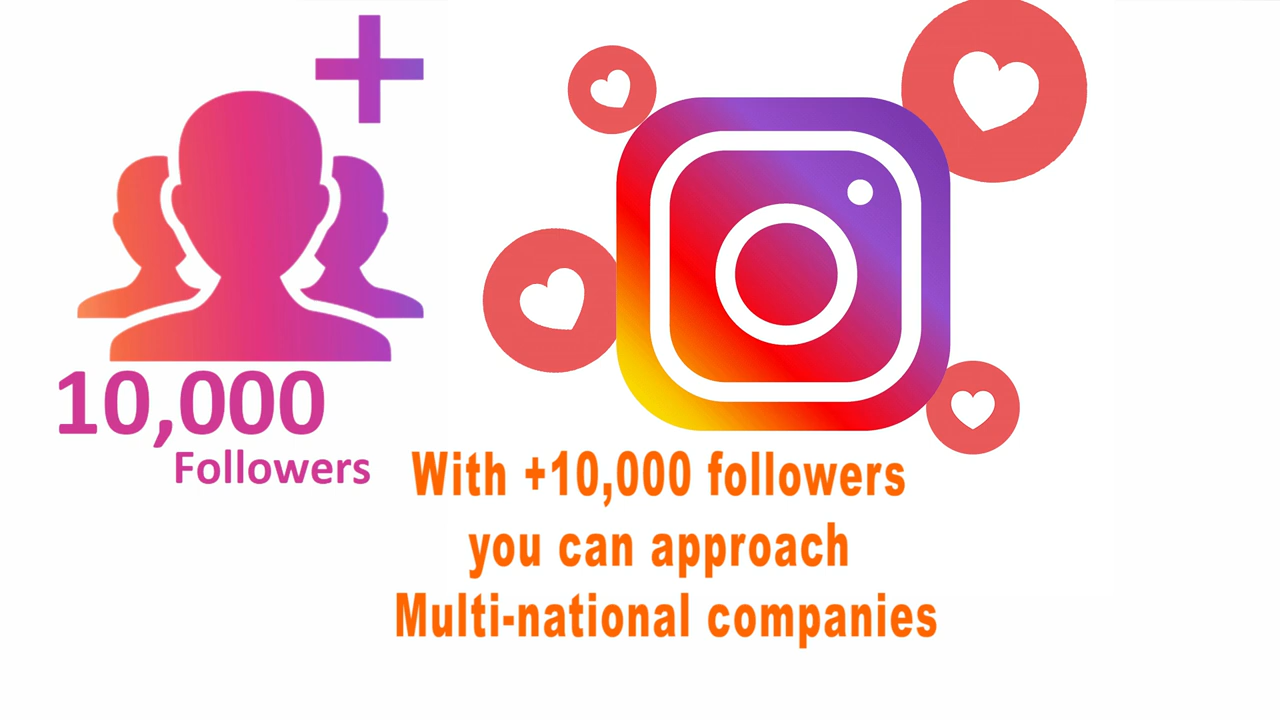 10,000
Followers
With +10,000 followers
you can approach
Multi-national companies